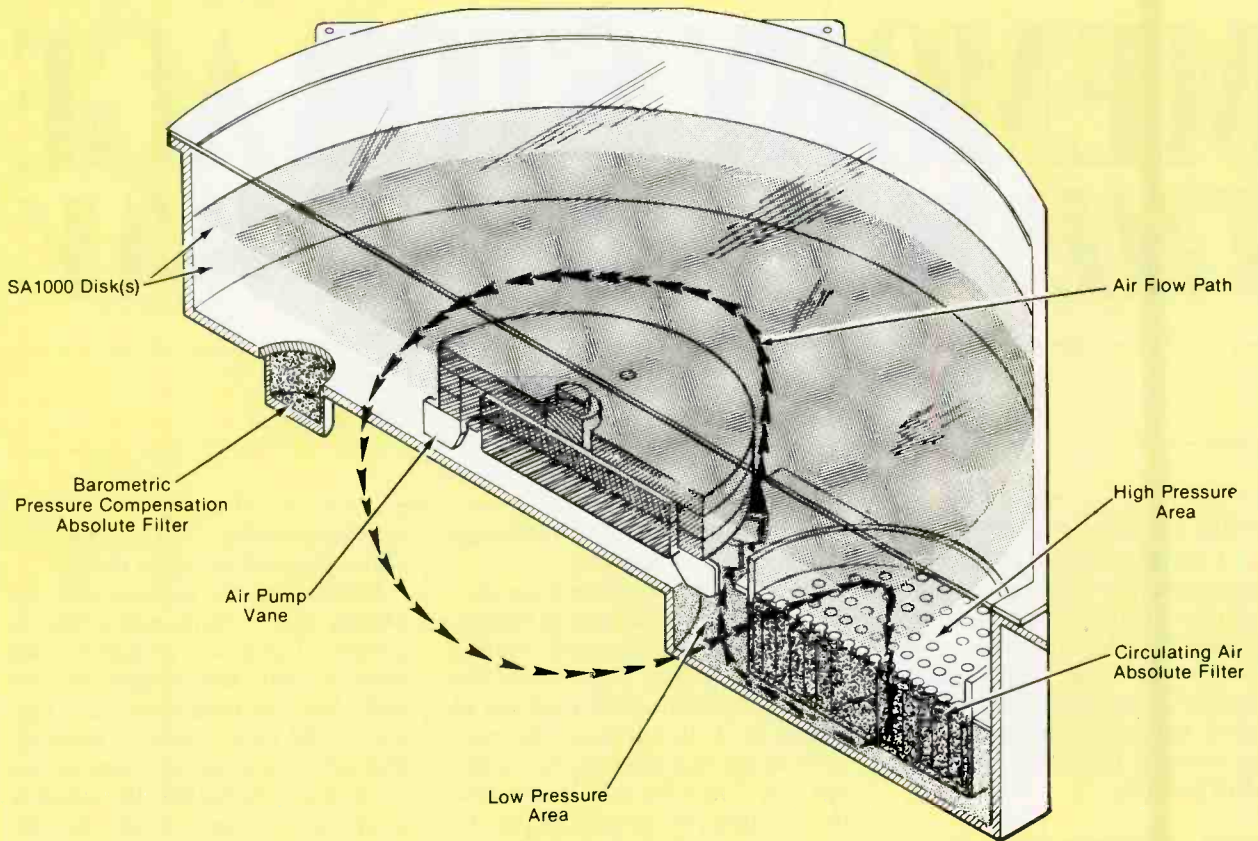 SA1000 Disk(s)
Air Flow Path
Barometric
Pressure Compensation
Absolute Filter
High Pressure
Area
Air Pump
Vane
Circulating Air
Absolute Filter
Low Pressure
Area